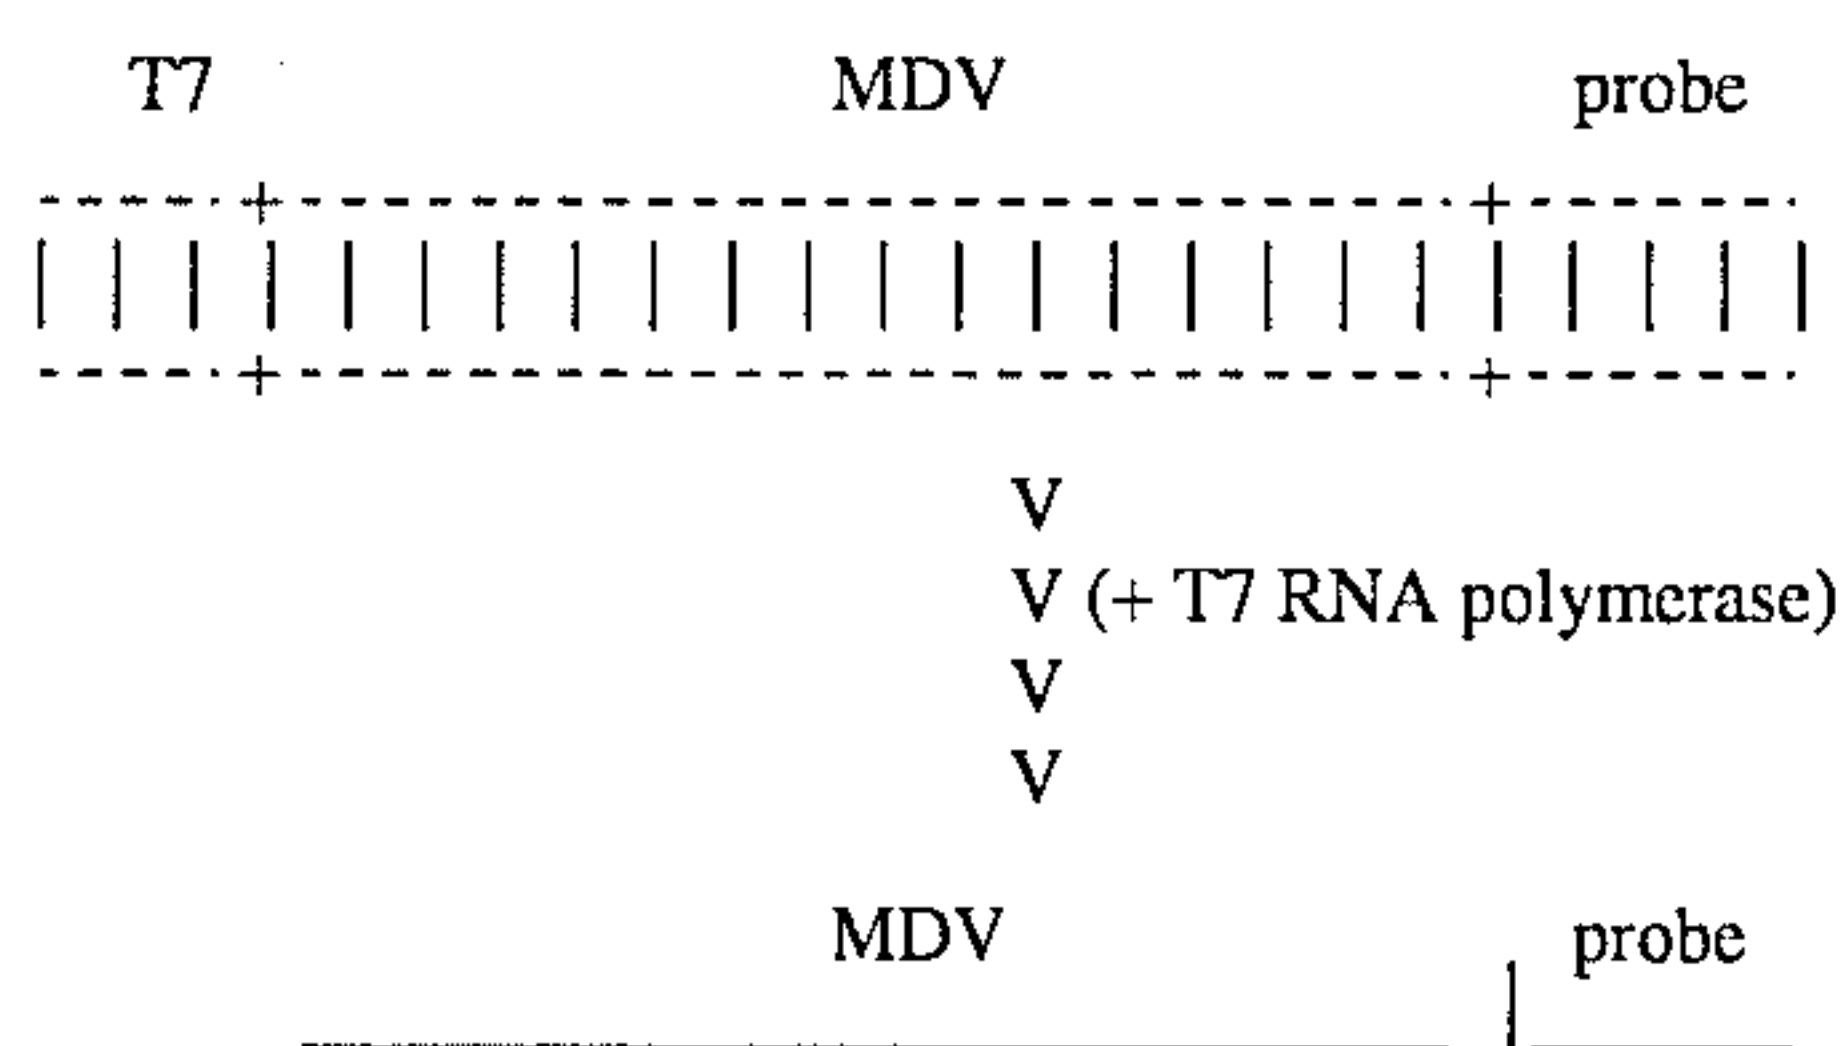 T7 MDV probe
V
V (+ T7 RNA polymerase)
V
V
MDV probe